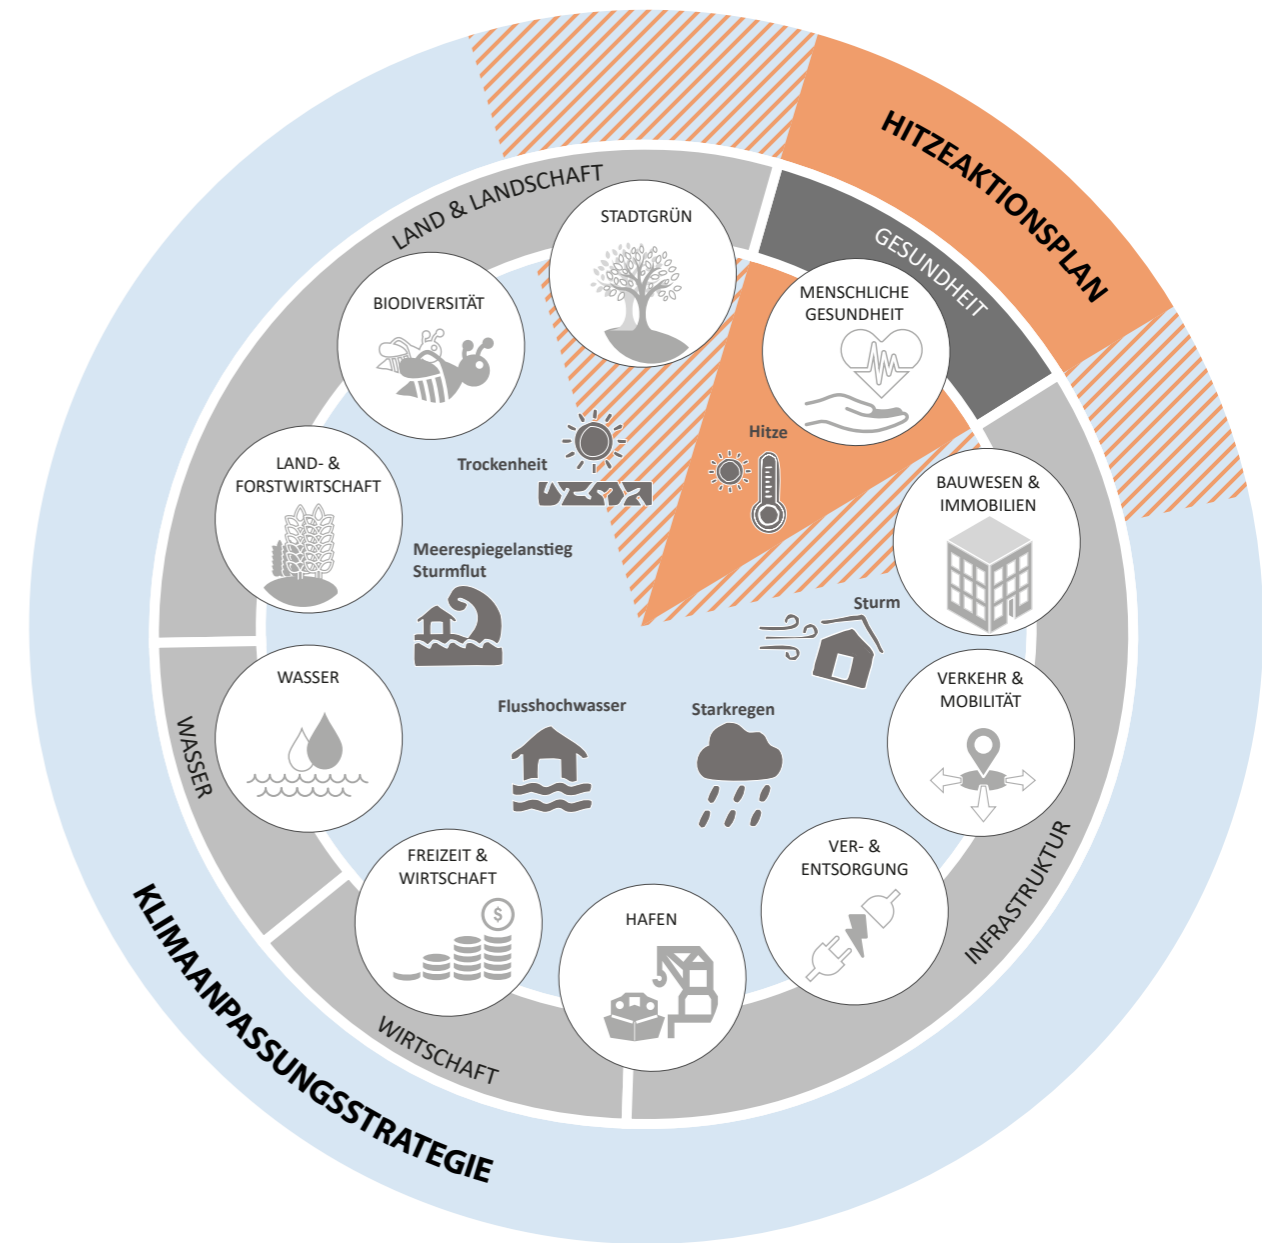 HITZEAKTIONSPLAN
LAND & LANDSCHAFT
GESUNDHEIT
STADTGRÜN
MENSCHLICHE
GESUNDHEIT
BIODIVERSITÄT
Hitze
Trockenheit
LAND- &
FORSTWIRTSCHAFT
BAUWESEN &
IMMOBILIEN
Meerespiegelanstieg
Sturmflut
Sturm
WASSER
WASSER
VERKEHR &
MOBILITÄT
Flusshochwasser
Starkregen
FREIZEIT &
WIRTSCHAFT
$
VER- &
ENTSORGUNG
HAFEN
INFRASTRUKTUR
WIRTSCHAFT
KLIMAANPASSUNGSSTRATEGIE